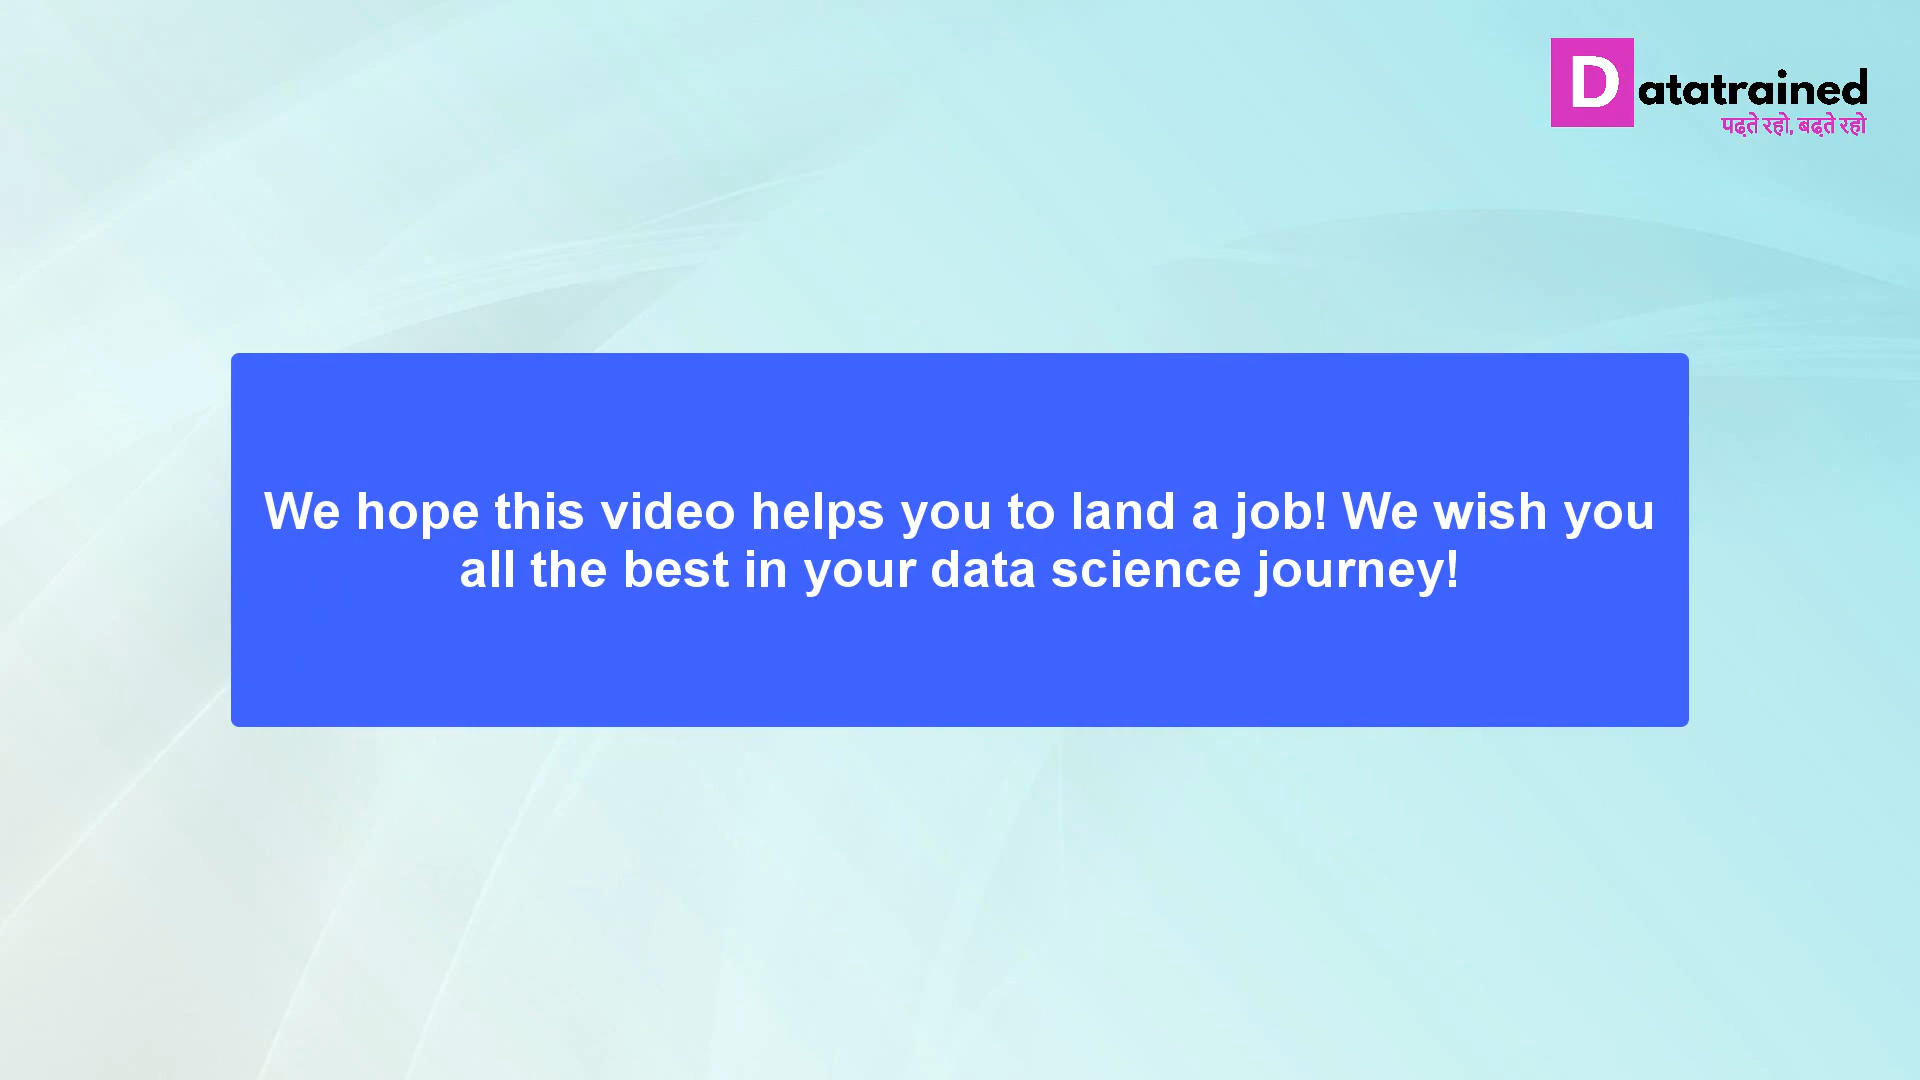 Datatrained
पढ़ते रहो, बढ़ते रहो
We hope this video helps you to land a job! We wish you
all the best in your data science journey!